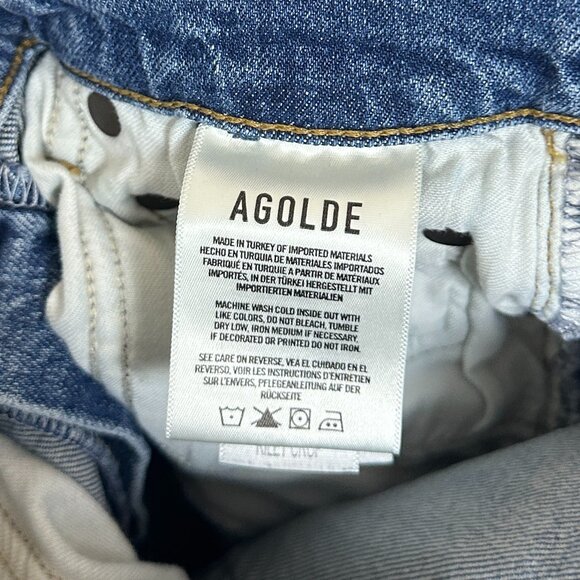 AGOLDE
MADE IN TURKEY OF IMPORTED MATERIALS
HECHO EN TURQUIA DE MATERIALES IMPORTADOS
FABRIQUÉ EN TURQUIE A PARTIR DE MATÉRIAUX
IMPORTÉS, IN DER TÜRKEI HERGESTELLT MIT
IMPORTIERTEN MATERIALIEN
MACHINE WASH COLD INSIDE OUT WITH
LIKE COLORS, DO NOT BLEACH, TUMBLE
DRY LOW, IRON MEDIUM IF NECESSARY,
IF DECORATED OR PRINTED DO NOT IRON.
SEE CARE ON REVERSE, VEA EL CUIDADO EN EL
REVERSO, VOIR LES INSTRUCTIONS D'ENTRETIEN
SUR L'ENVERS, PFLEGEANLEITUNG AUF DER
RÜCKSEITE